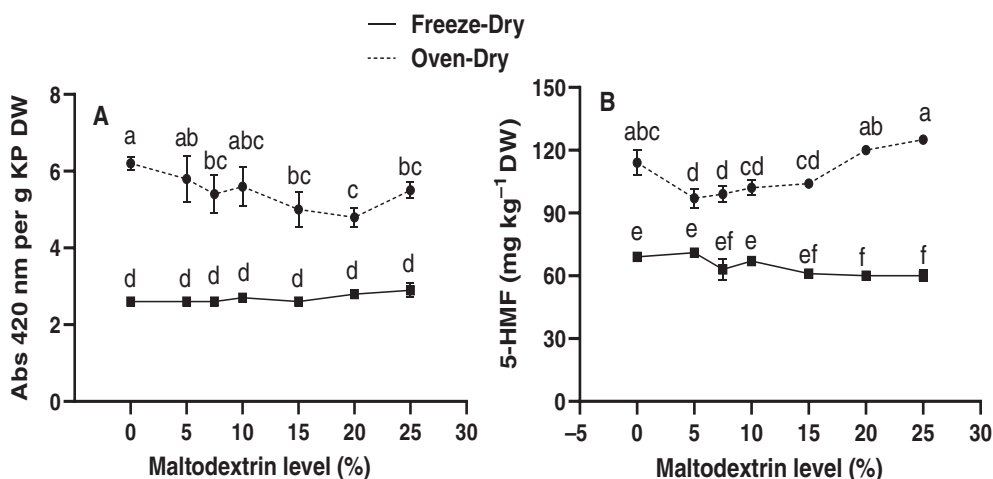 Freeze-Dry
Oven-Dry
A
Abs 420 nm per g KP DW
8
6
4
2
0
a
ab
bc
abc
bc
c
bc
d
d
d
d
d
d
d
0
5
10
15
20
25
30
Maltodextrin level (%)
B
5-HMF (mg kg⁻¹ DW)
150
120
90
60
30
0
abc
d
d
cd
cd
ab
a
e
e
ef
e
ef
f
f
–5
0
5
10
15
20
25
30
Maltodextrin level (%)